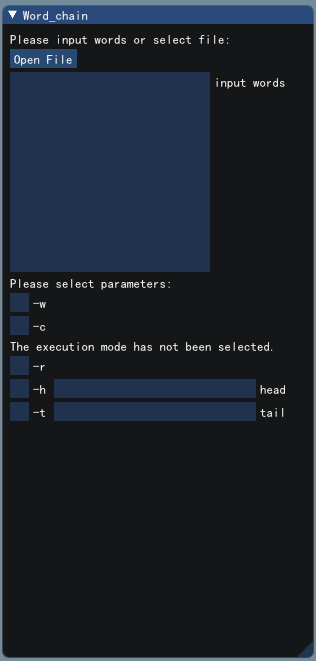 Word_chain
Please input words or select file:
Open File
input words
Please select parameters:
-w
-c
The execution mode has not been selected.
-r
-h head
-t tail